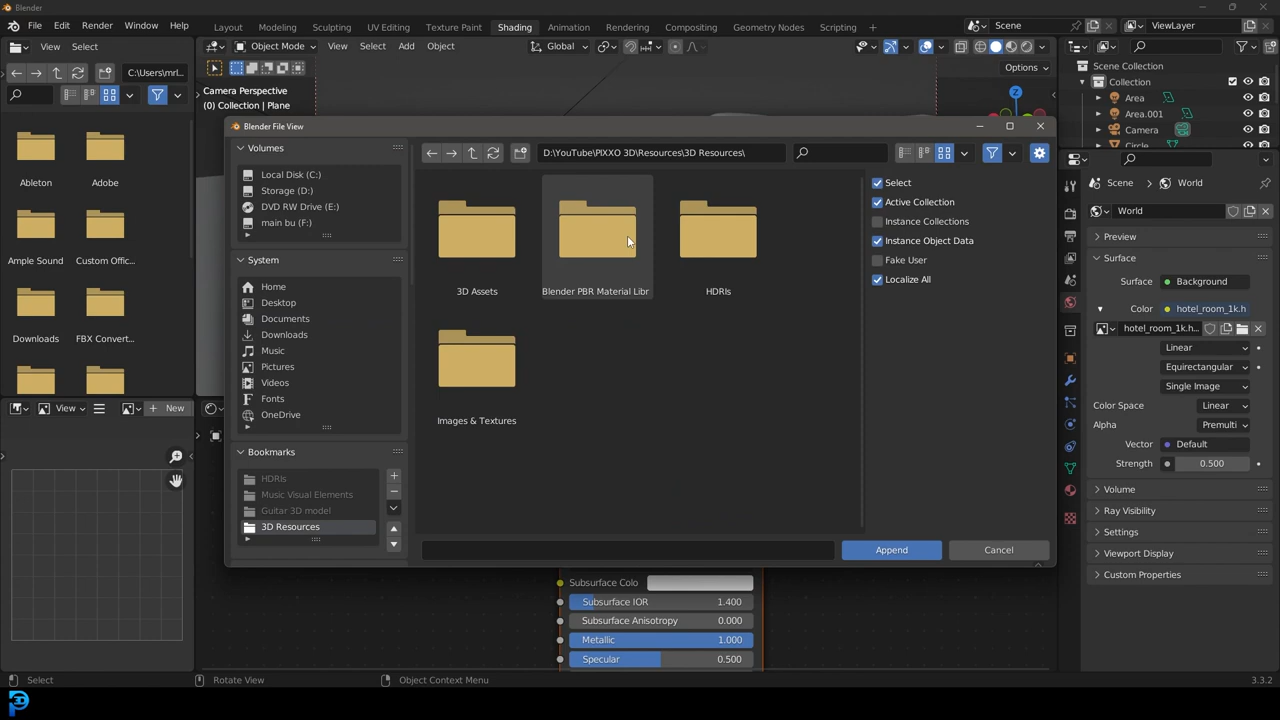 Blender
File Edit Render Window Help Layout Modeling Sculpting UV Editing Texture Paint Shading Animation Rendering Compositing Geometry Nodes Scripting + Scene ViewLayer
View Select Object Mode View Select Add Object Global
C:\Users\mrl...
Options
Camera Perspective
(0) Collection | Plane
Z
Scene Collection
Collection
Area
Area.001
Camera
Circle
Ableton Adobe
Ample Sound Custom Offic...
Downloads FBX Convert...
View New
Blender File View
Volumes
Local Disk (C:)
Storage (D:)
DVD RW Drive (E:)
main bu (F:)
System
Home
Desktop
Documents
Downloads
Music
Pictures
Videos
Fonts
OneDrive
Bookmarks
HDRIs
Music Visual Elements
Guitar 3D model
3D Resources
D:\YouTube\PIXXO 3D\Resources\3D Resources\
3D Assets Blender PBR Material Libr HDRIs
Images & Textures
Select
Active Collection
Instance Collections
Instance Object Data
Fake User
Localize All
Append Cancel
Scene World
World
Preview
Surface
Surface Background
Color hotel_room_1k.h
hotel_room_1k.h...
Linear
Equirectangular
Single Image
Color Space Linear
Alpha Premulti
Vector Default
Strength 0.500
Volume
Ray Visibility
Settings
Viewport Display
Custom Properties
Subsurface Colo
Subsurface IOR 1.400
Subsurface Anisotropy 0.000
Metallic 1.000
Specular 0.500
Select Rotate View Object Context Menu 3.3.2